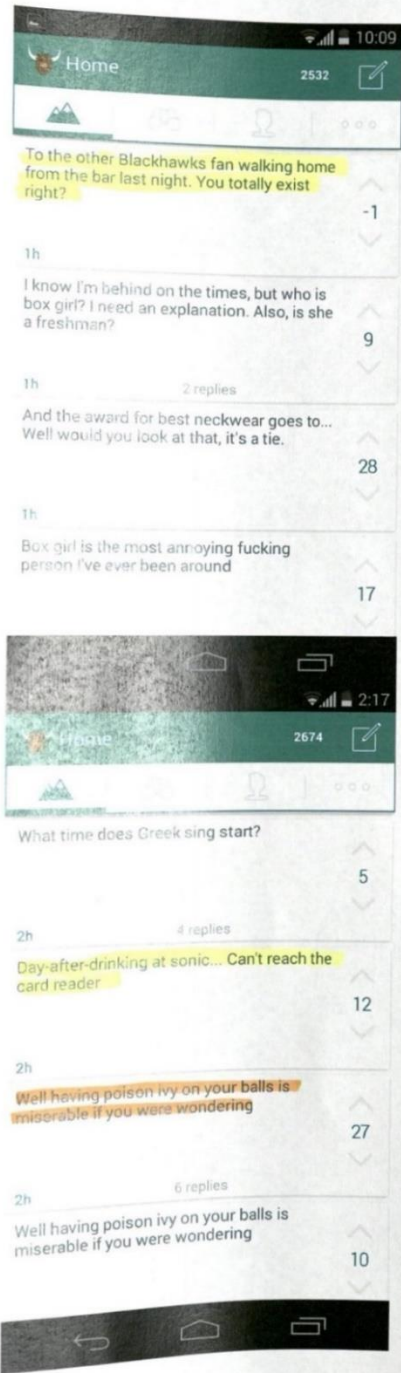 10:09
Home
2532
To the other Blackhawks fan walking home
from the bar last night. You totally exist
right?
-1
1h
I know I'm behind on the times, but who is
box girl? I need an explanation. Also, is she
a freshman?
9
1h
2 replies
And the award for best neckwear goes to...
Well would you look at that, it's a tie.
28
1h
Box girl is the most annoying fucking
person I've ever been around
17
2:17
Home
2674
What time does Greek sing start?
5
2h
4 replies
Day-after-drinking at sonic... Can't reach the
card reader
12
2h
Well having poison ivy on your balls is
miserable if you were wondering
27
2h
6 replies
Well having poison ivy on your balls is
miserable if you were wondering
10